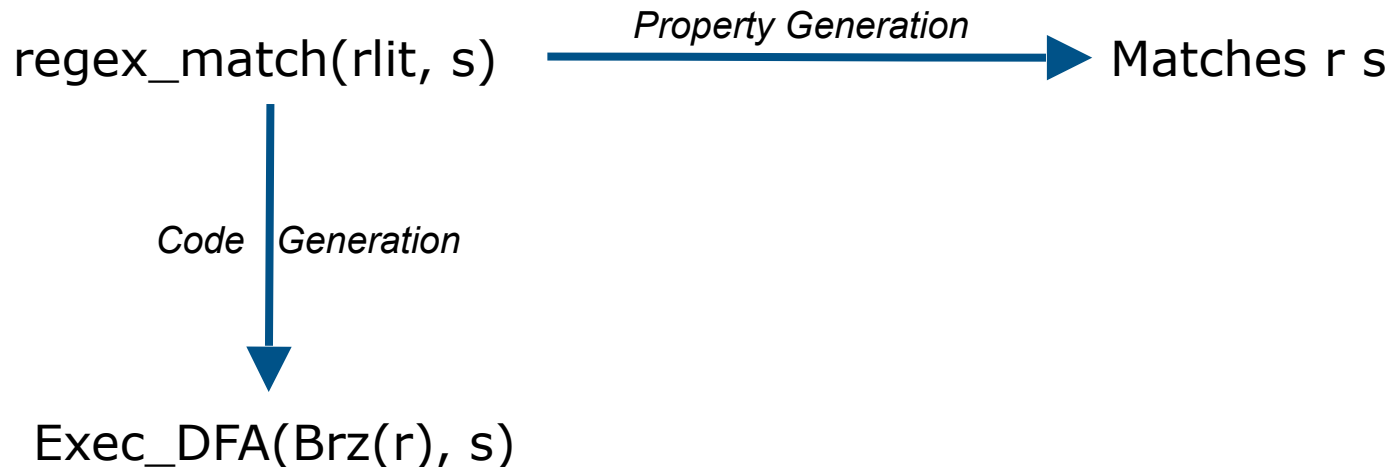 Property Generation
regex_match(rlit, s)
Matches r s
Code Generation
Exec_DFA(Brz(r), s)